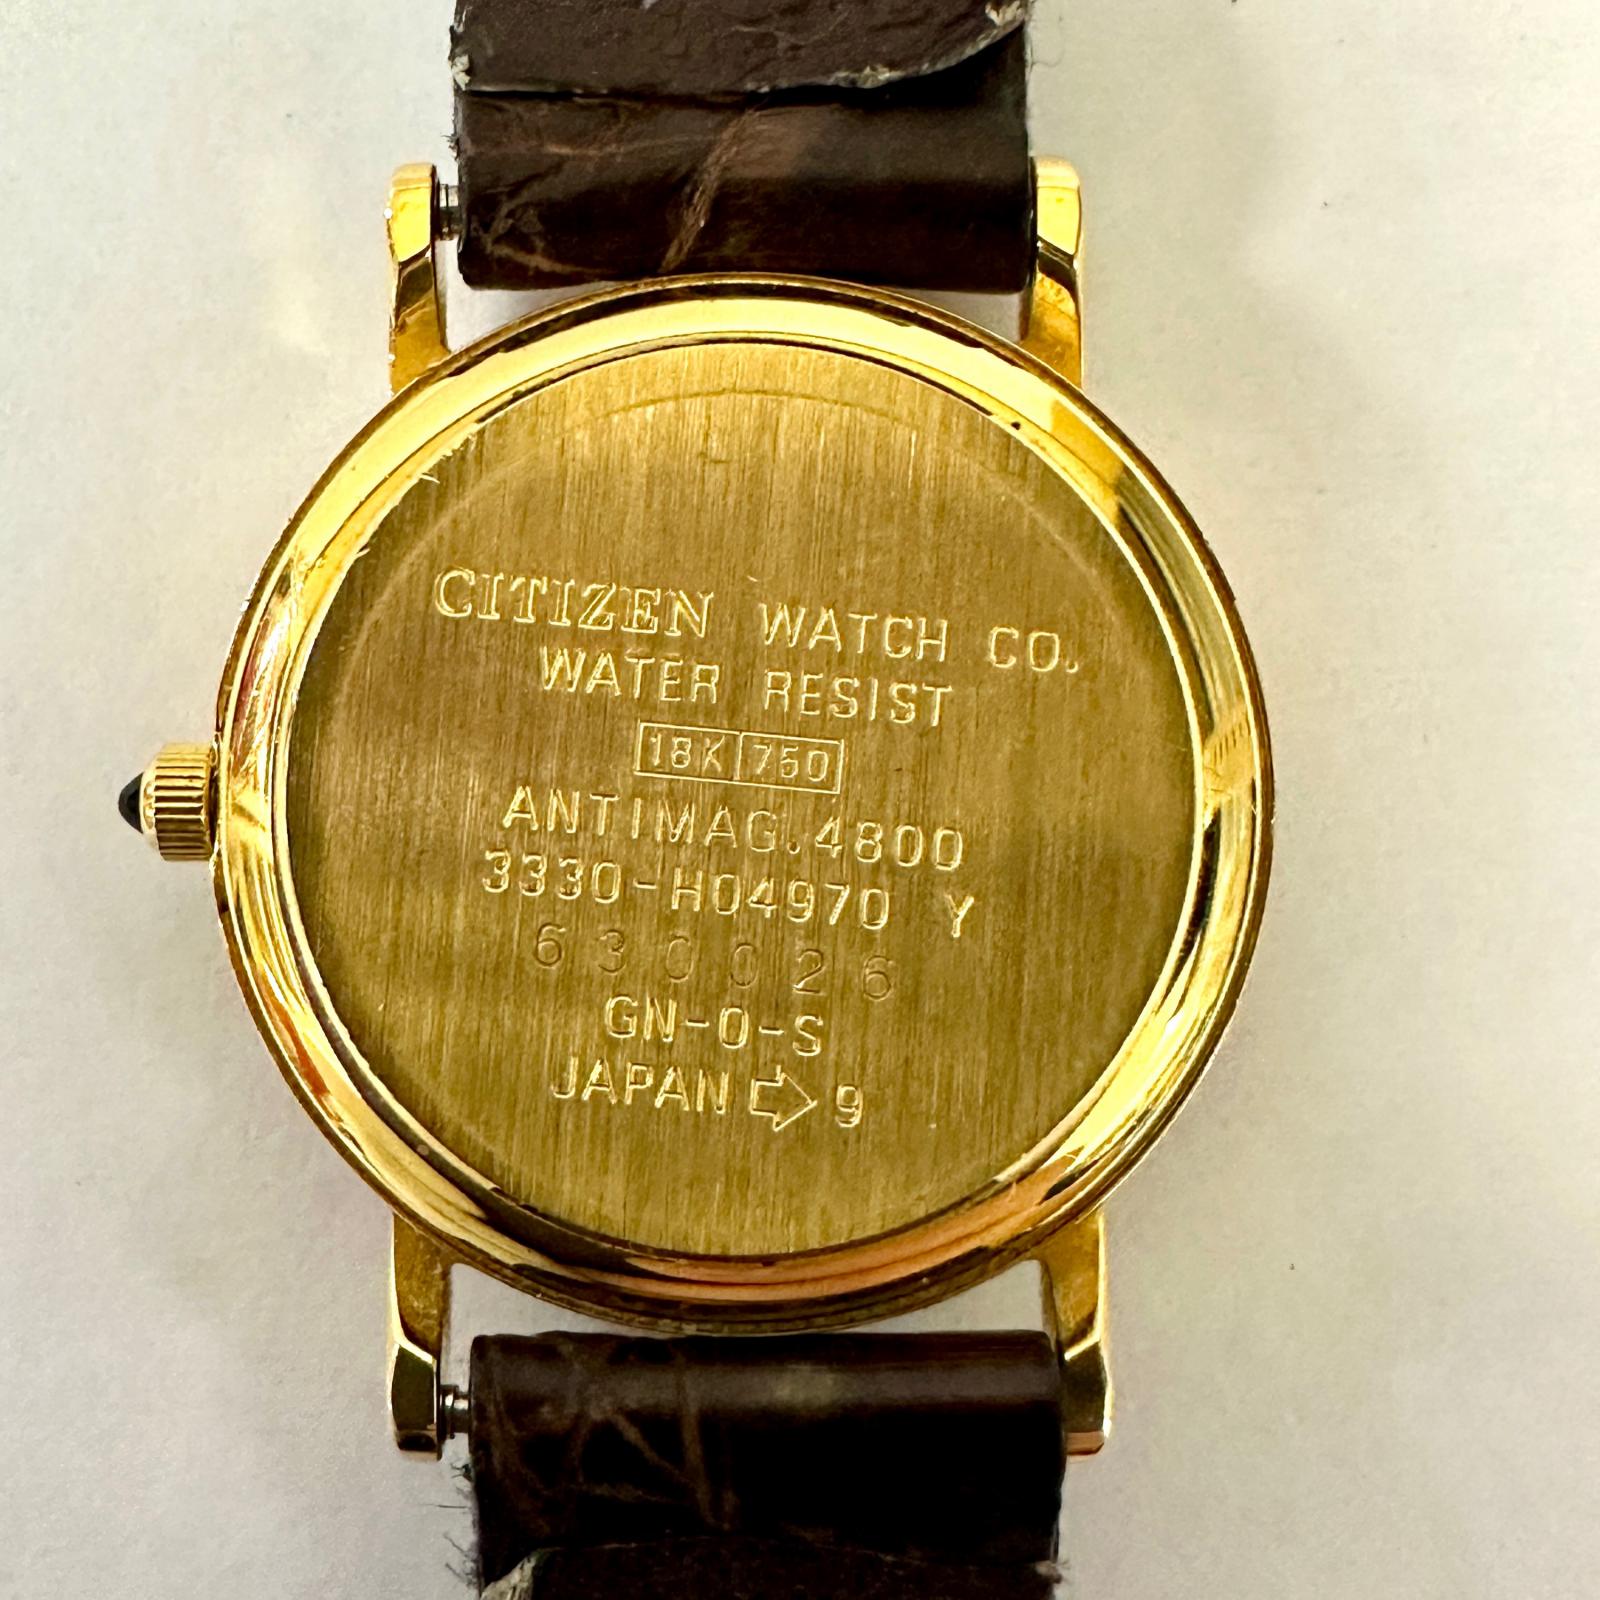 CITIZEN WATCH CO.
WATER RESIST
18K 750
ANTIMAG. 4800
3330-H04970 Y
630026
GN-0-S
JAPAN ⇨ 9